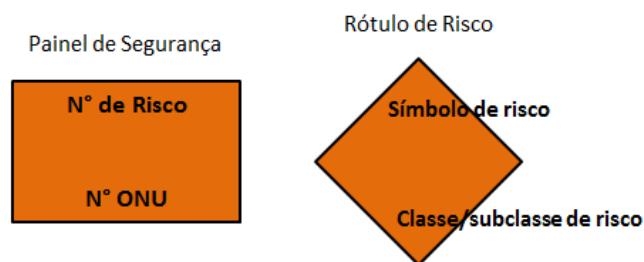 Painel de Segurança
N° de Risco
N° ONU
Rótulo de Risco
Símbolo de risco
Classe/subclasse de risco